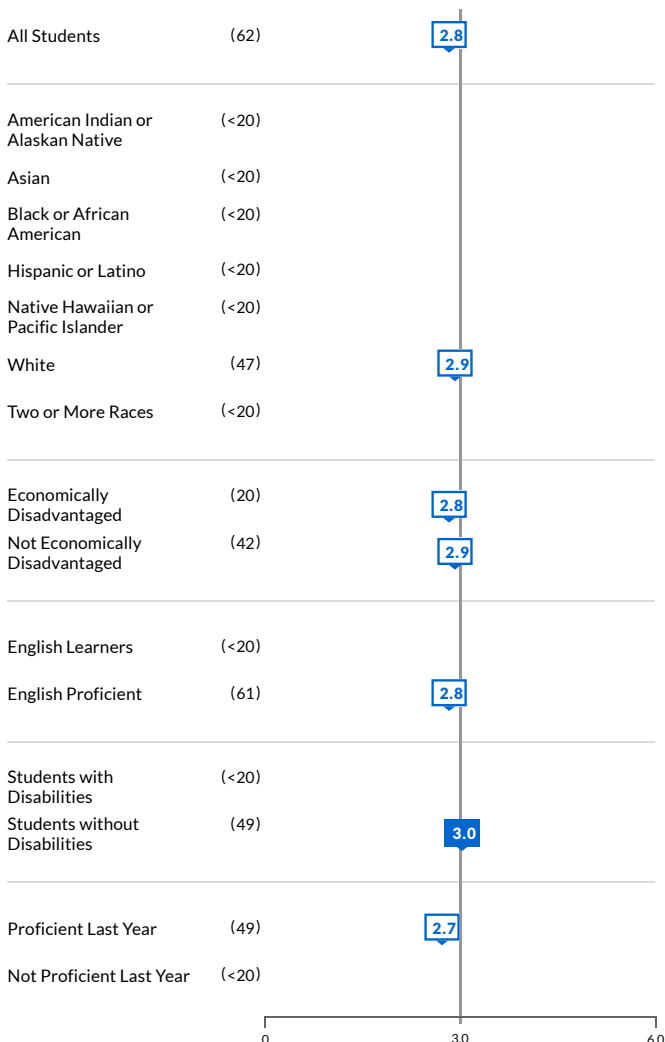 All Students (62) 2.8
American Indian or (<20)
Alaskan Native
Asian (<20)
Black or African (<20)
American
Hispanic or Latino (<20)
Native Hawaiian or (<20)
Pacific Islander
White (47) 2.9
Two or More Races (<20)
Economically (20) 2.8
Disadvantaged
Not Economically (42) 2.9
Disadvantaged
English Learners (<20)
English Proficient (61) 2.8
Students with (<20)
Disabilities
Students without (49) 3.0
Disabilities
Proficient Last Year (49) 2.7
Not Proficient Last Year (<20)
0 3.0 6.0